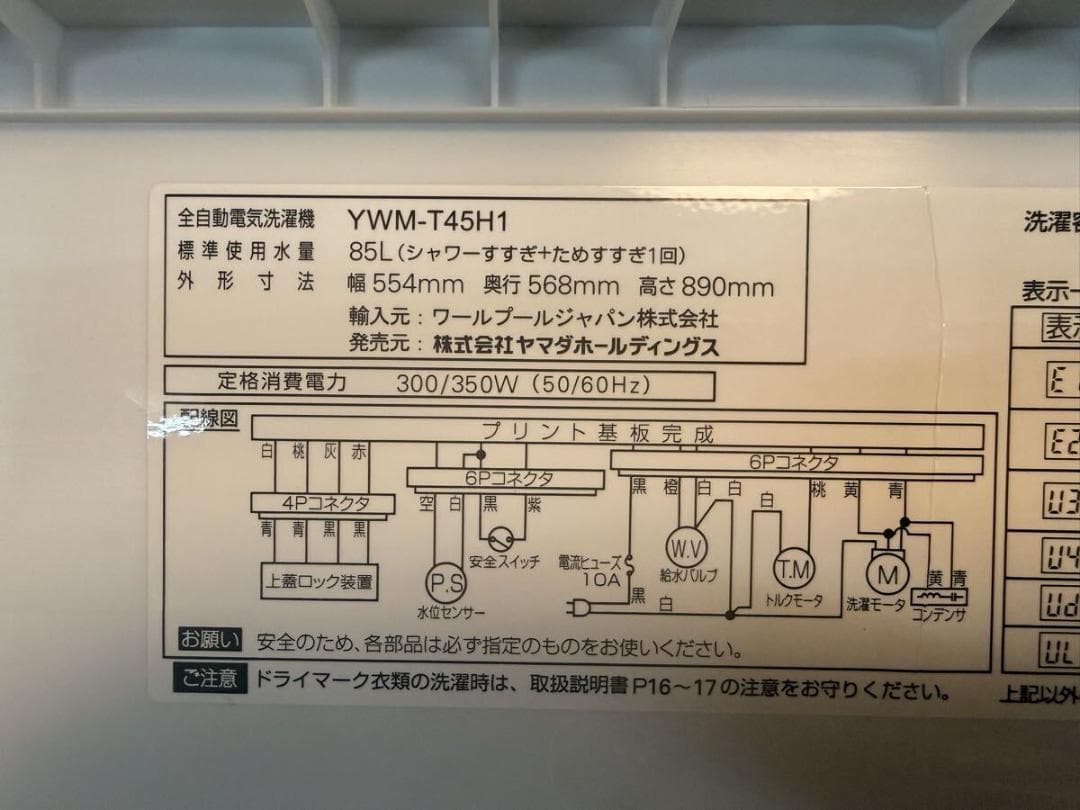 全自動電気洗濯機 YWM-T45H1
標準使用水量 85L(シャワーすすぎ+ためすすぎ1回)
外形寸法 幅554mm 奥行568mm 高さ890mm
輸入元：ワールプールジャパン株式会社
発売元：株式会社ヤマダホールディングス
定格消費電力 300/350W(50/60Hz)
配線図
プリント基板完成
白 桃 灰 赤
6Pコネクタ
6Pコネクタ
4Pコネクタ
空 白 黒 紫
黒 橙 白 白 白 桃 黄 青
青 青 黒 黒
上蓋ロック装置
P.S
水位センサー
安全スイッチ
電流ヒューズ
10A
W.V
給水バルブ
T.M
トルクモータ
M
洗濯モータ
黄 青
コンデンサ
黒
白
お願い 安全のため、各部品は必ず指定のものをお使いください。
ご注意 ドライマーク衣類の洗濯時は、取扱説明書P16〜17の注意をお守りください。
洗濯容
表示一
表示
E1
E2
U3
U4
Ud
UL
上記以外